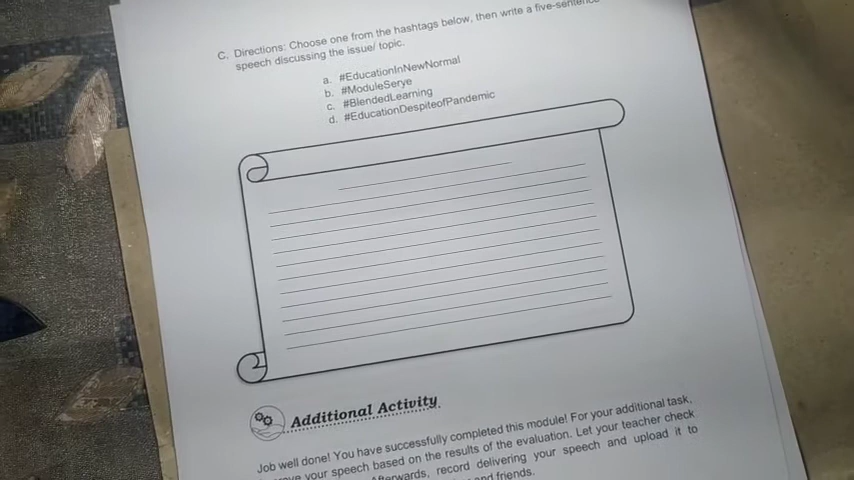 C. Directions: Choose one from the hashtags below, then write a five-sentence
speech discussing the issue/ topic.
a. #EducationInNewNormal
b. #ModuleSerye
c. #BlendedLearning
d. #EducationDespiteofPandemic
Additional Activity
Job well done! You have successfully completed this module! For your additional task,
your speech based on the results of the evaluation. Let your teacher check
Afterwards, record delivering your speech and upload it to
and friends.